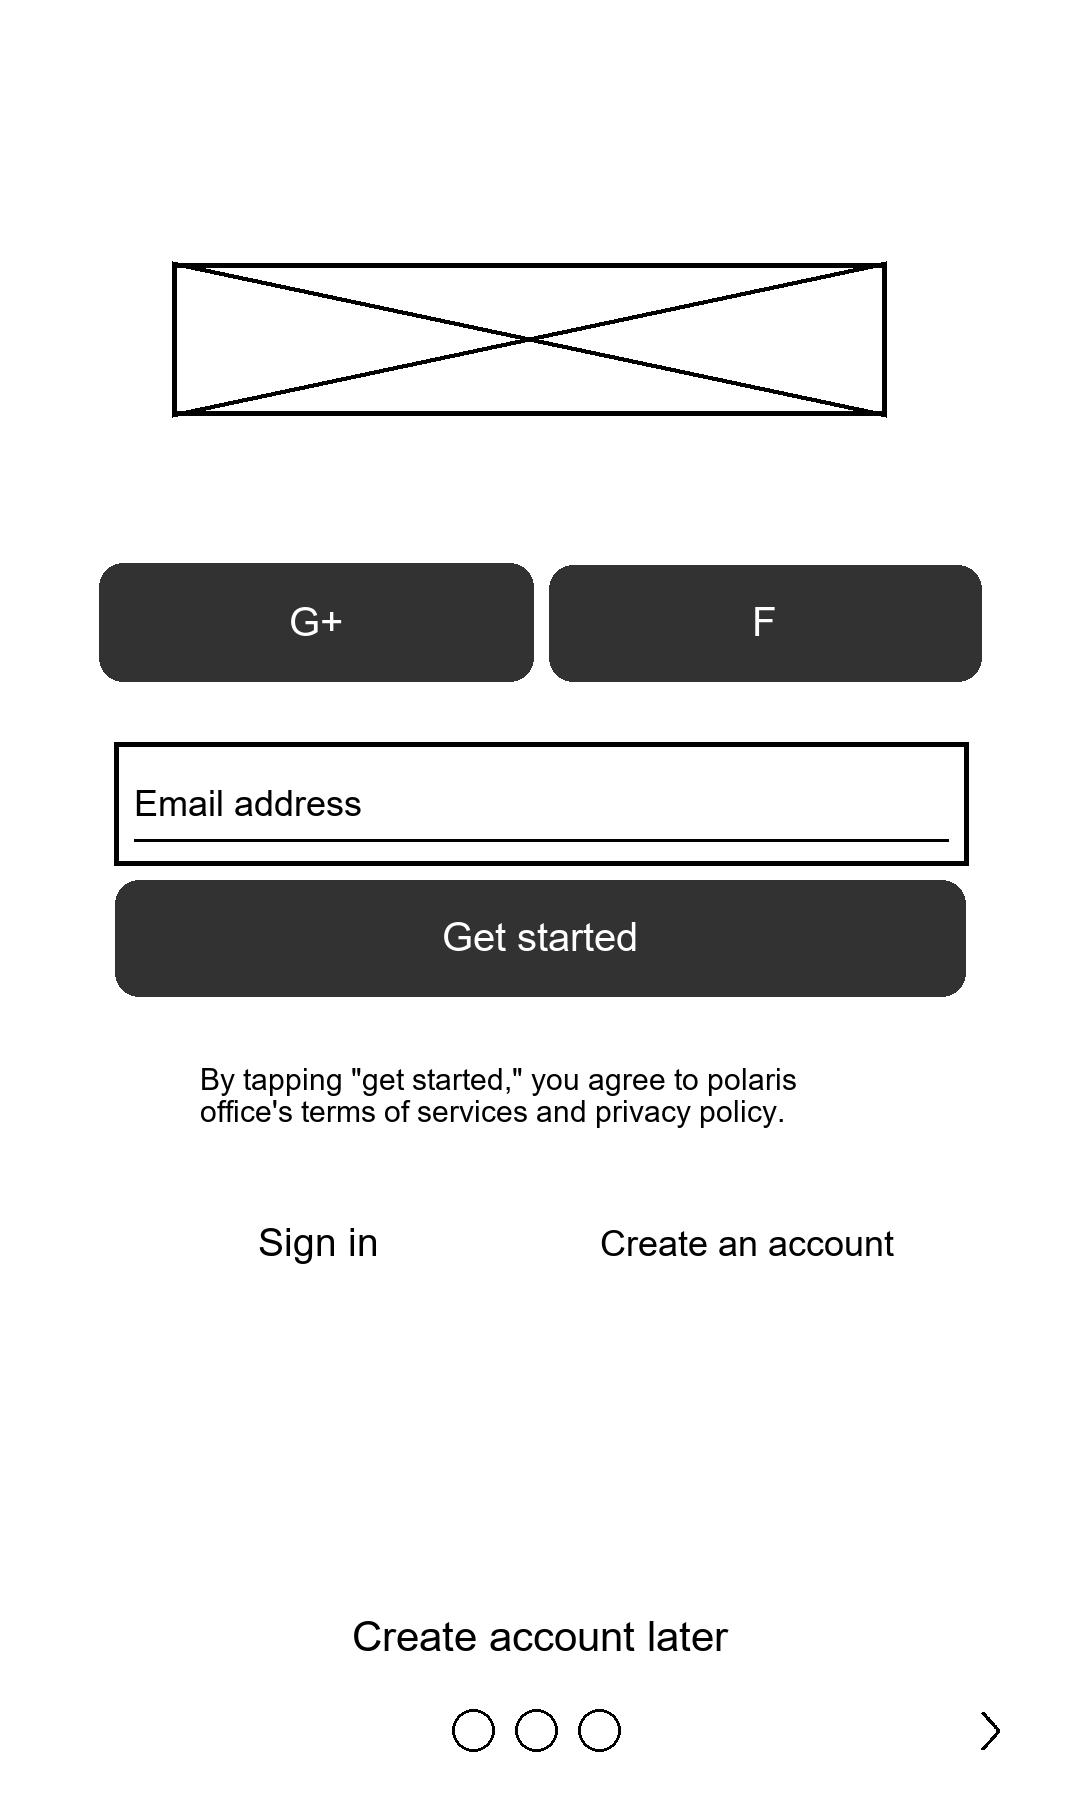 G+
F
Email address
Get started
By tapping "get started," you agree to polaris
office's terms of services and privacy policy.
Sign in
Create an account
Create account later